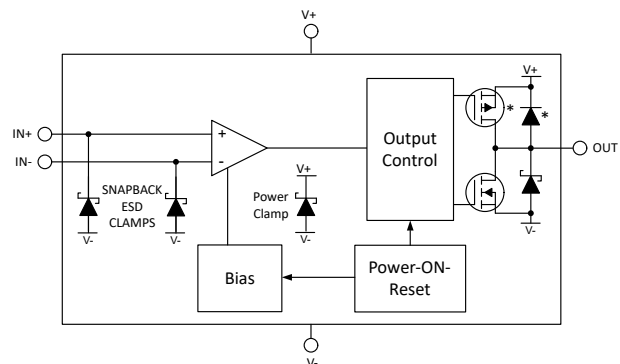 V+
IN+
IN-
+
-
SNAPBACK
ESD
CLAMPS
V-
V-
V+
Power
Clamp
V-
Output
Control
*
V+
*
OUT
V-
Bias
Power-ON-
Reset
V-